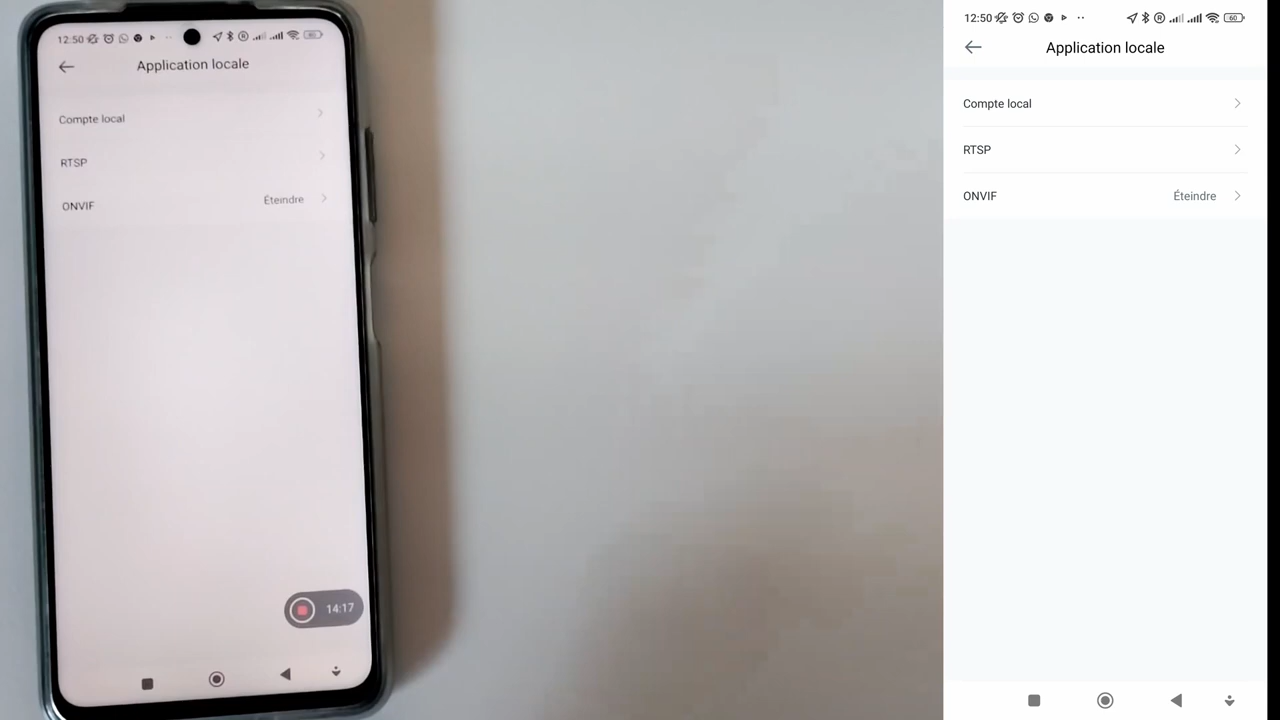 12:50
Application locale
Compte local
RTSP
ONVIF Éteindre
14:17
12:50
60
Application locale
Compte local
RTSP
ONVIF Éteindre